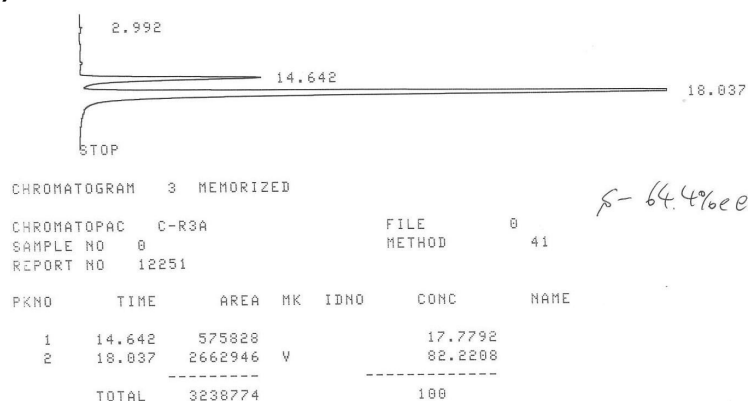 2.992
14.642
18.037
STOP
CHROMATOGRAM 3 MEMORIZED
S- 64.4%ee
CHROMATOPAC C-R3A FILE 0
SAMPLE NO 0 METHOD 41
REPORT NO 12251
PKNO TIME AREA MK IDNO CONC NAME
1 14.642 575828 17.7792
2 18.037 2662946 V 82.2208
--------- -------------
TOTAL 3238774 100